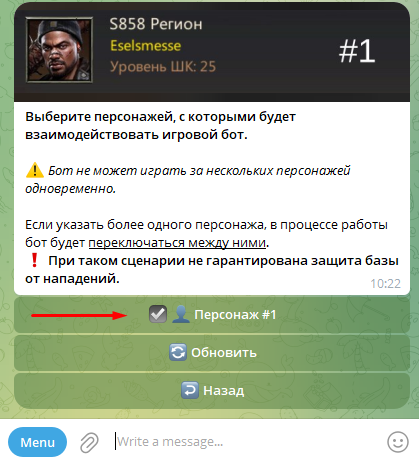 S858 Регион
Eselsmesse
Уровень ШК: 25
#1
Выберите персонажей, с которыми будет
взаимодействовать игровой бот.
⚠️ Бот не может играть за нескольких персонажей
одновременно.
Если указать более одного персонажа, в процессе работы
бот будет переключаться между ними.
❗ При таком сценарии не гарантирована защита базы
от нападений.
10:22
Персонаж #1
Обновить
Назад
Menu
Write a message...